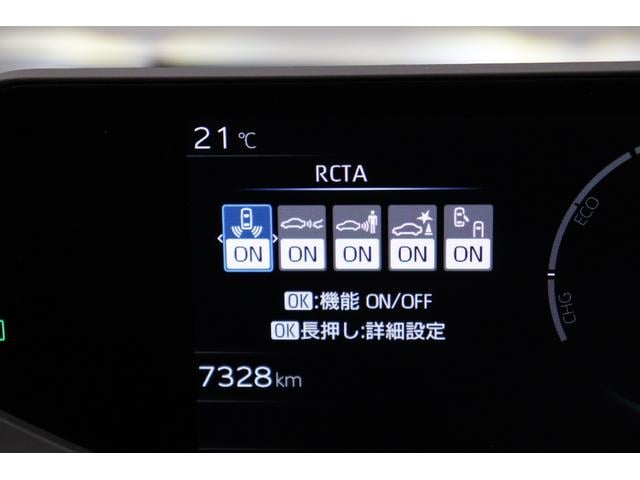 21℃
RCTA
ON ON ON ON ON
OK:機能 ON/OFF
OK長押し:詳細設定
7328km
ECO
CHG